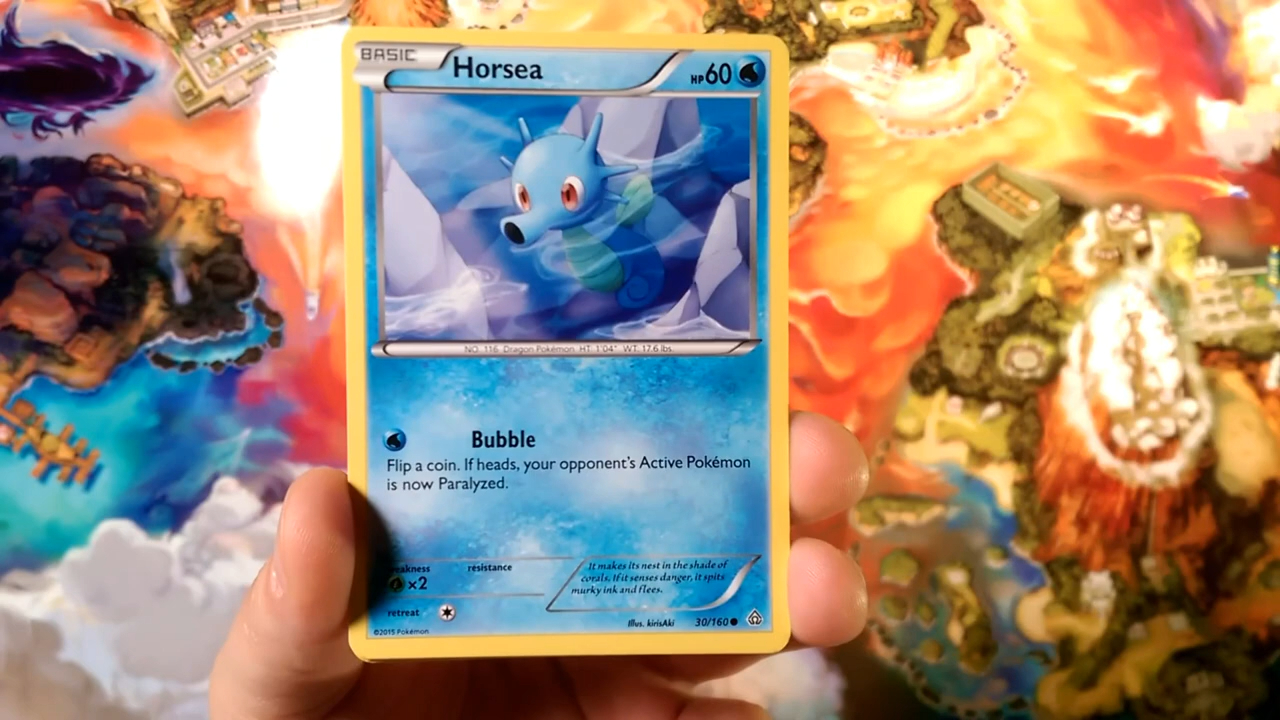 BASIC
Horsea
HP60
NO. 116 Dragon Pokémon HT: 1'04" WT: 17.6 lbs.
Bubble
Flip a coin. If heads, your opponent's Active Pokémon
is now Paralyzed.
eakness
resistance
×2
retreat
It makes its nest in the shade of
corals. If it senses danger, it spits
murky ink and flees.
©2015 Pokémon
Illus. kirisAki
30/160